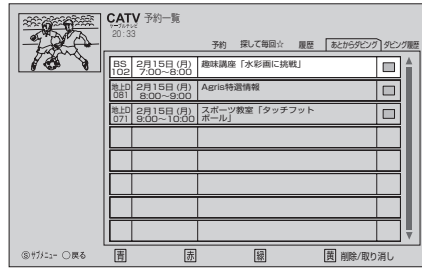 CATV 予約一覧
ケーブルテレビ
20:33
予約 探して毎回☆ 履歴 あとからダビング ダビング履歴
BS 102 2月15日(月) 7:00~8:00 趣味講座「水彩画に挑戦」
地上D 081 2月15日(月) 8:00~9:00 Agris特選情報
地上D 071 2月15日(月) 9:00~10:00 スポーツ教室「タッチフットボール」
Ⓢサブメニュー ○戻る 青 赤 緑 黄 削除/取り消し